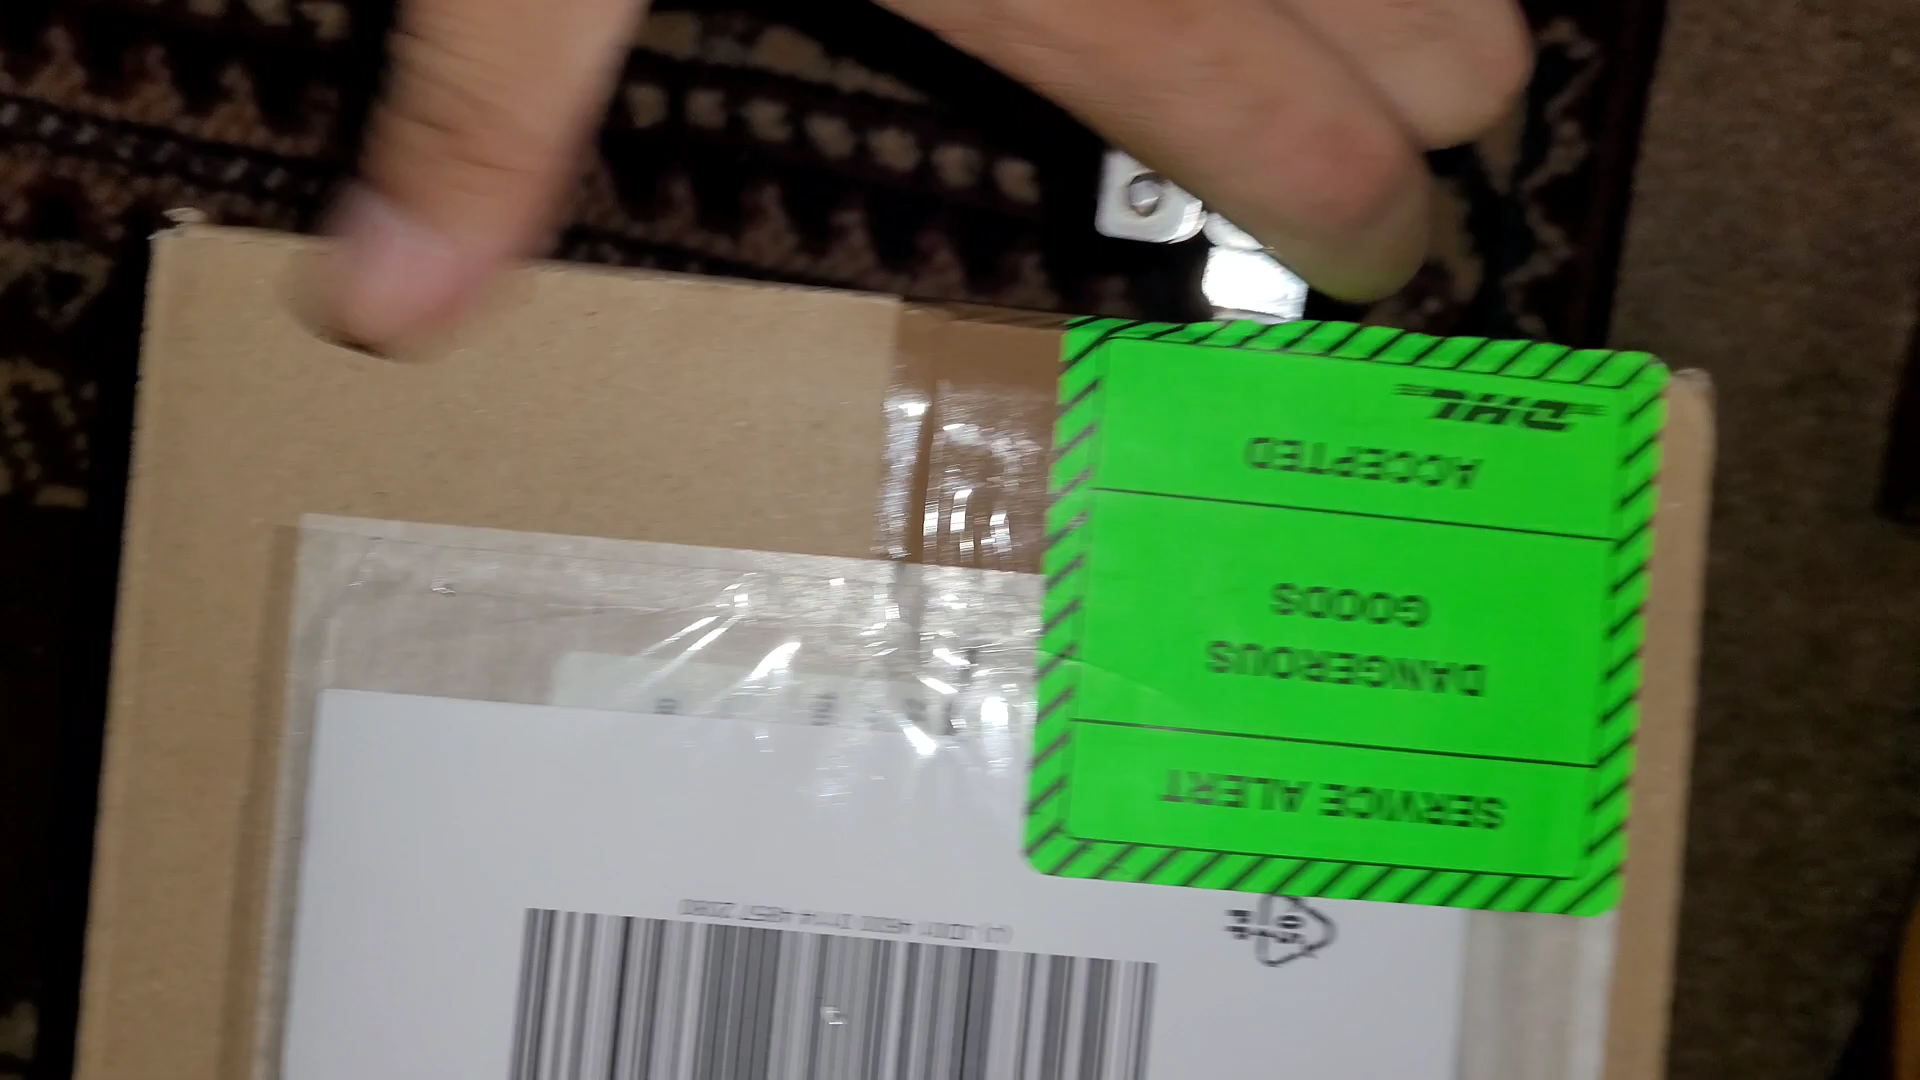 SERVICE ALERT
DANGEROUS
GOODS
ACCEPTED
DHL